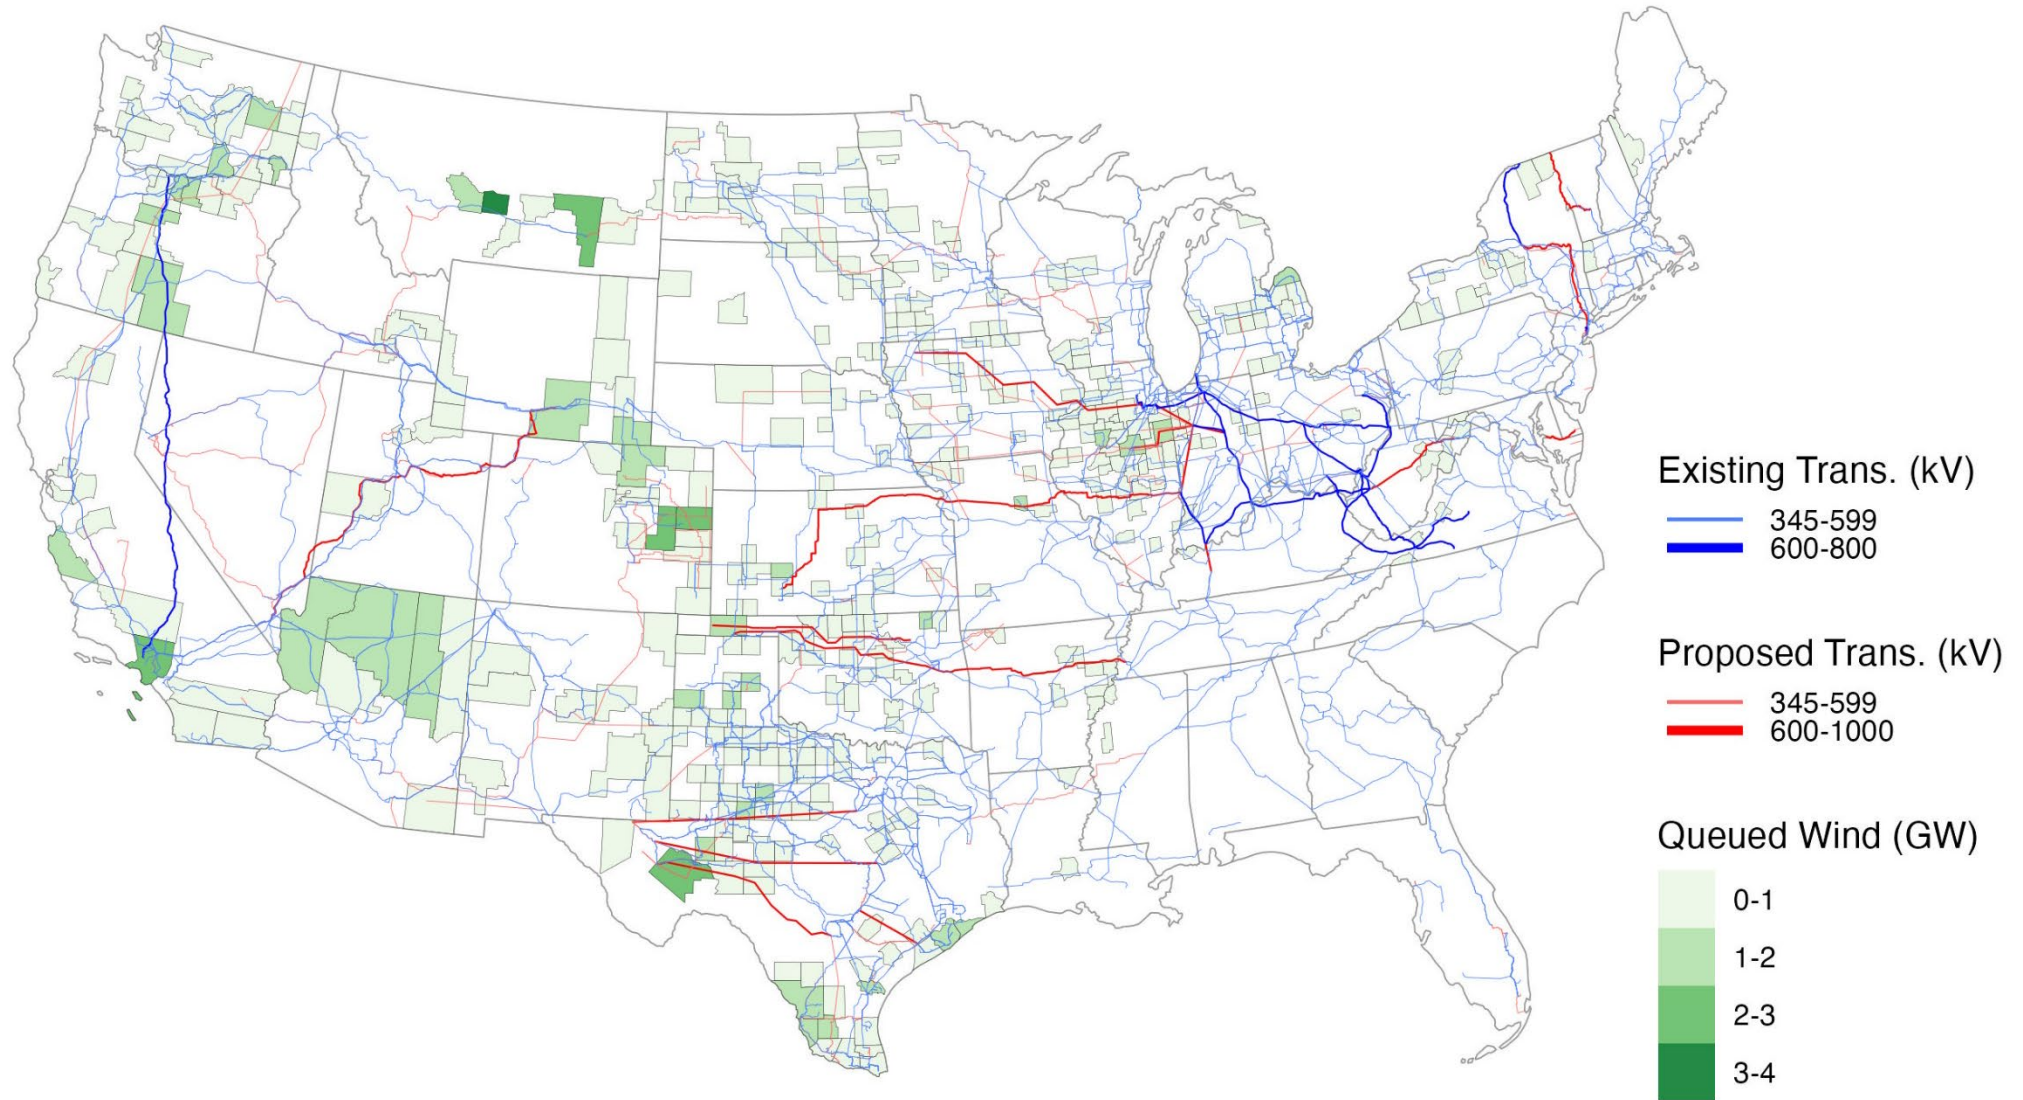 Existing Trans. (kV)
345-599
600-800
Proposed Trans. (kV)
345-599
600-1000
Queued Wind (GW)
0-1
1-2
2-3
3-4